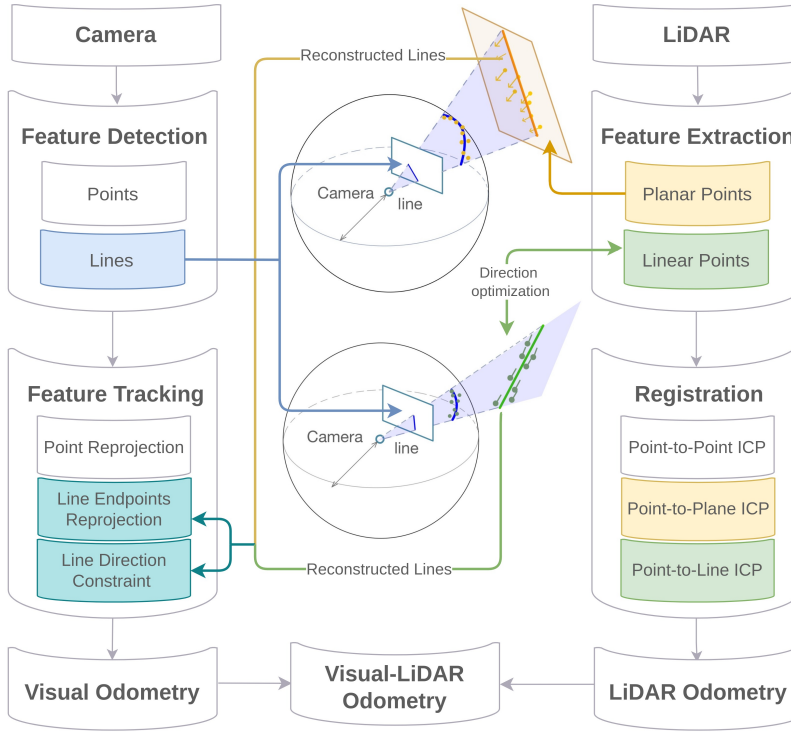 Camera
Feature Detection
Points
Lines
Feature Tracking
Point Reprojection
Line Endpoints
Reprojection
Line Direction
Constraint
Visual Odometry
Reconstructed Lines
Camera
line
Direction
optimization
Camera
line
Reconstructed Lines
Visual-LiDAR
Odometry
LiDAR
Feature Extraction
Planar Points
Linear Points
Registration
Point-to-Point ICP
Point-to-Plane ICP
Point-to-Line ICP
LiDAR Odometry